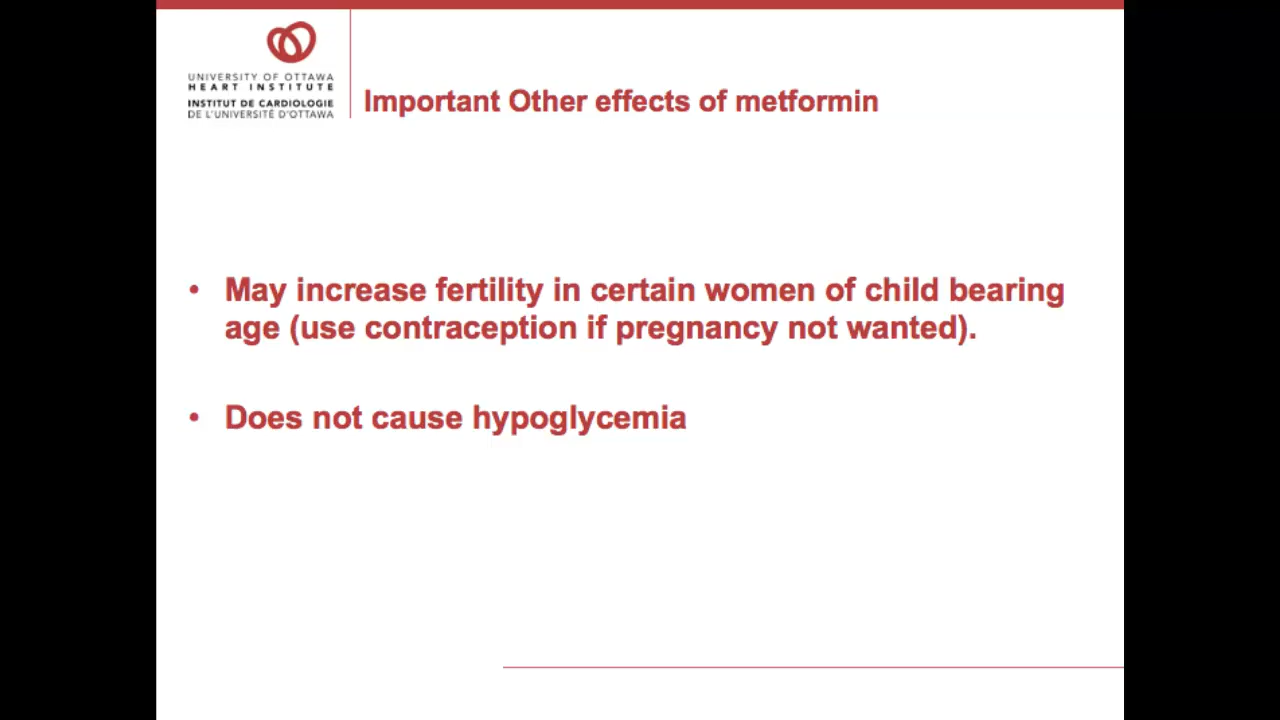 UNIVERSITY OF OTTAWA
HEART INSTITUTE
INSTITUT DE CARDIOLOGIE
DE L'UNIVERSITÉ D'OTTAWA
Important Other effects of metformin
• May increase fertility in certain women of child bearing
age (use contraception if pregnancy not wanted).
• Does not cause hypoglycemia